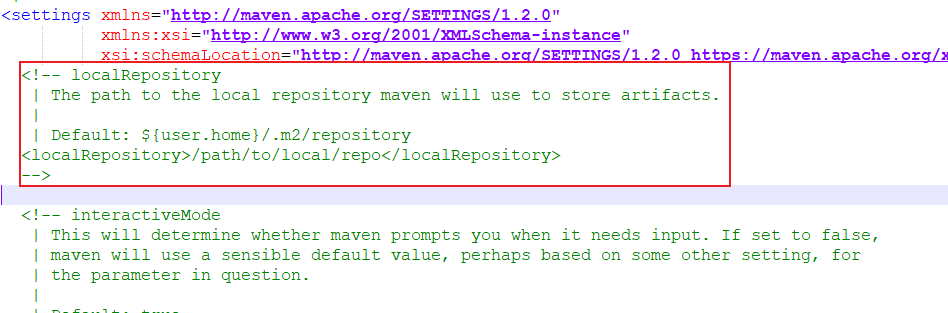 <settings xmlns="http://maven.apache.org/SETTINGS/1.2.0"
xmlns:xsi="http://www.w3.org/2001/XMLSchema-instance"
xsi:schemaLocation="http://maven.apache.org/SETTINGS/1.2.0 https://maven.apache.org/x
<!-- localRepository
| The path to the local repository maven will use to store artifacts.
|
| Default: ${user.home}/.m2/repository
<localRepository>/path/to/local/repo</localRepository>
-->
<!-- interactiveMode
| This will determine whether maven prompts you when it needs input. If set to false,
| maven will use a sensible default value, perhaps based on some other setting, for
| the parameter in question.
|
| Default: true